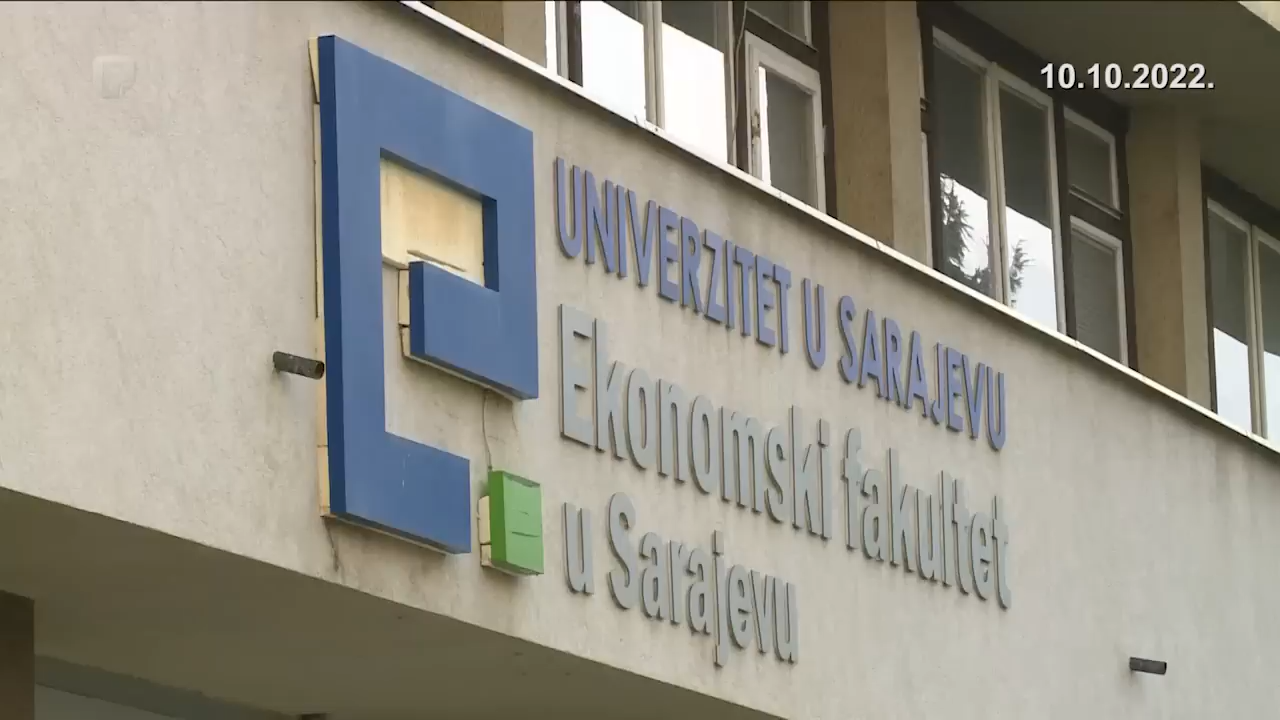 10.10.2022.
UNIVERZITET U SARAJEVU
Ekonomski fakultet
u Sarajevu